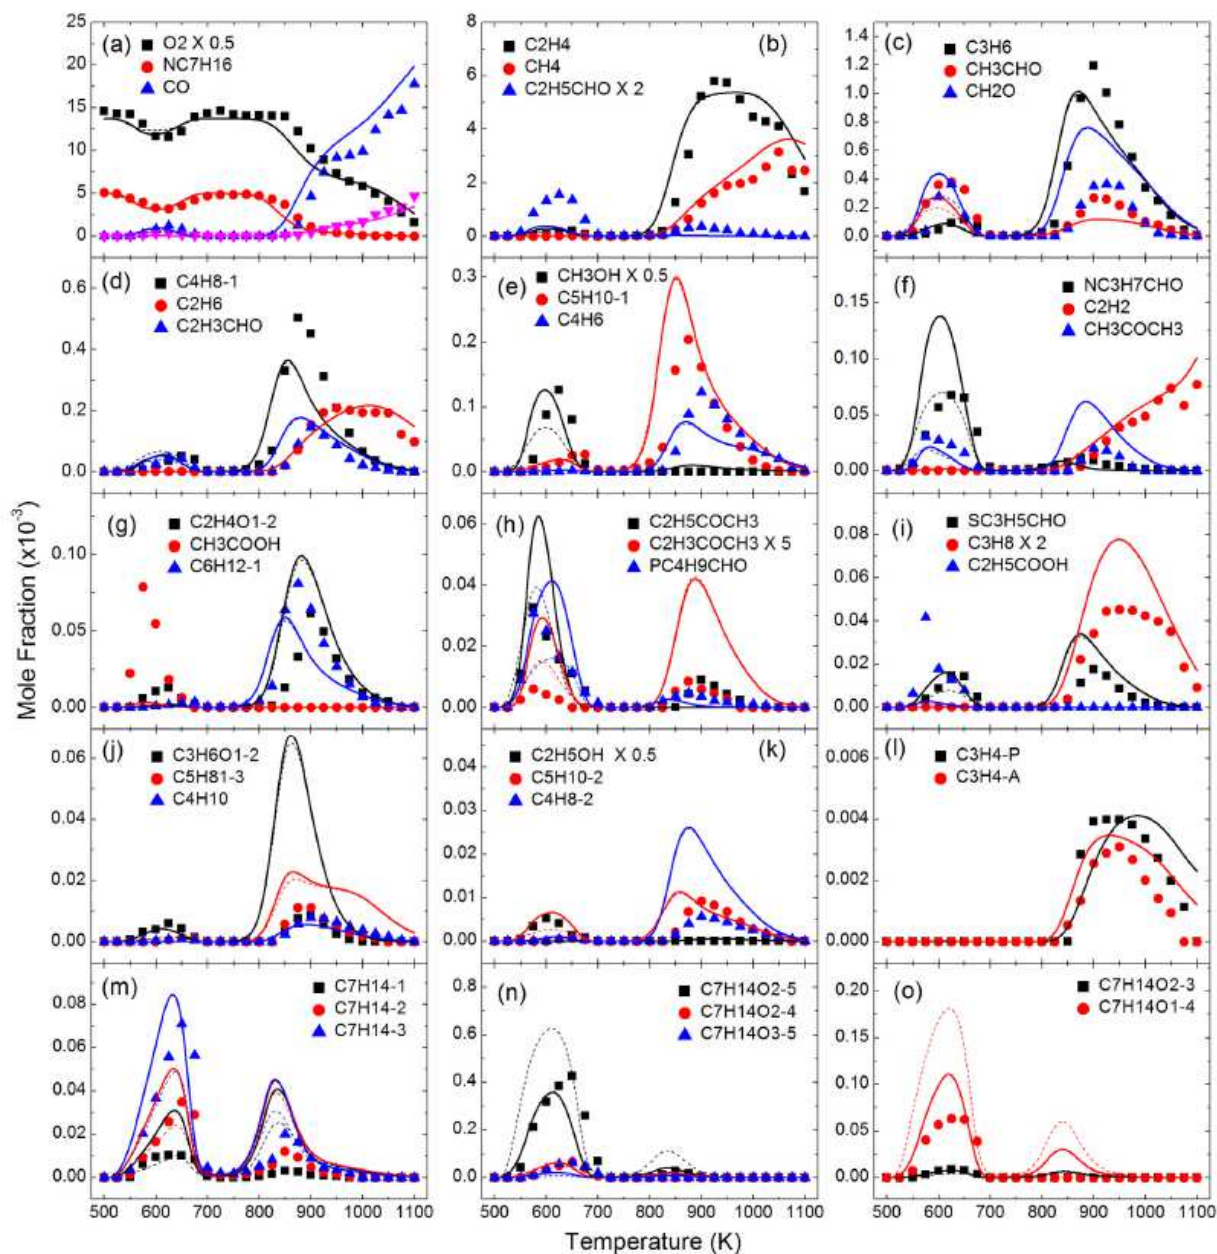 (a)
O2 X 0.5
NC7H16
CO
25
20
15
10
5
0
C2H4
CH4
C2H5CHO X 2
(b)
8
6
4
2
0
(c)
C3H6
CH3CHO
CH2O
1.4
1.2
1.0
0.8
0.6
0.4
0.2
0.0
(d)
C4H8-1
C2H6
C2H3CHO
0.6
0.4
0.2
0.0
(e)
CH3OH X 0.5
C5H10-1
C4H6
0.3
0.2
0.1
0.0
(f)
NC3H7CHO
C2H2
CH3COCH3
0.15
0.10
0.05
0.00
(g)
C2H4O1-2
CH3COOH
C6H12-1
0.10
0.05
0.00
(h)
C2H5COCH3
C2H3COCH3 X 5
PC4H9CHO
0.06
0.04
0.02
0.00
(i)
SC3H5CHO
C3H8 X 2
C2H5COOH
0.08
0.06
0.04
0.02
0.00
Mole Fraction (x10-3)
(j)
C3H6O1-2
C5H81-3
C4H10
0.06
0.04
0.02
0.00
C2H5OH X 0.5
C5H10-2
C4H8-2
(k)
0.04
0.03
0.02
0.01
0.00
(l)
C3H4-P
C3H4-A
0.006
0.004
0.002
0.000
(m)
C7H14-1
C7H14-2
C7H14-3
0.08
0.06
0.04
0.02
0.00
500 600 700 800 900 1000 1100
(n)
C7H14O2-5
C7H14O2-4
C7H14O3-5
0.8
0.6
0.4
0.2
0.0
500 600 700 800 900 1000 1100
(o)
C7H14O2-3
C7H14O1-4
0.20
0.15
0.10
0.05
0.00
500 600 700 800 900 1000 1100
Temperature (K)